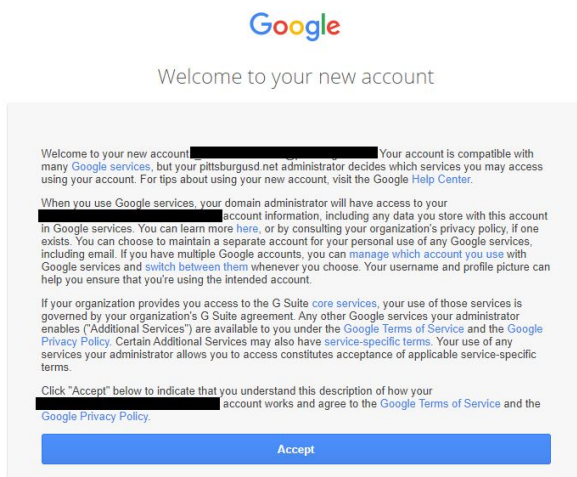 Google
Welcome to your new account
Welcome to your new account Your account is compatible with
many Google services, but your pittsburgusd.net administrator decides which services you may access
using your account. For tips about using your new account, visit the Google Help Center.
When you use Google services, your domain administrator will have access to your
account information, including any data you store with this account
in Google services. You can learn more here, or by consulting your organization's privacy policy, if one
exists. You can choose to maintain a separate account for your personal use of any Google services,
including email. If you have multiple Google accounts, you can manage which account you use with
Google services and switch between them whenever you choose. Your username and profile picture can
help you ensure that you're using the intended account.
If your organization provides you access to the G Suite core services, your use of those services is
governed by your organization's G Suite agreement. Any other Google services your administrator
enables ("Additional Services") are available to you under the Google Terms of Service and the Google
Privacy Policy. Certain Additional Services may also have service-specific terms. Your use of any
services your administrator allows you to access constitutes acceptance of applicable service-specific
terms.
Click "Accept" below to indicate that you understand this description of how your
account works and agree to the Google Terms of Service and the
Google Privacy Policy.
Accept